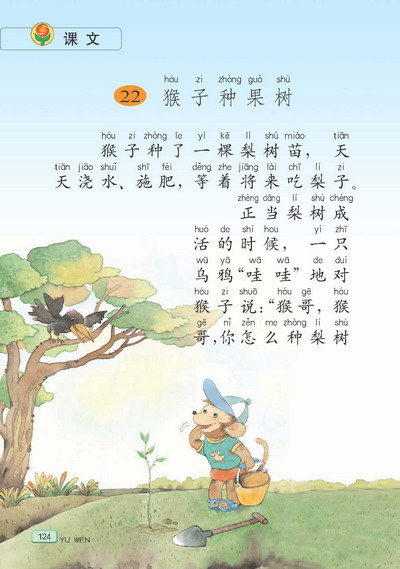 课文
hóu zi zhòng guǒ shù
22 猴子种果树
hóu zi zhòng le yì kē lí shù miáo tiān
猴子种了一棵梨树苗，天
tiān jiāo shuǐ shī féi děng zhe jiāng lái chī lí zi
天浇水、施肥，等着将来吃梨子。
zhèng dāng lí shù chéng
正当梨树成
huó de shí hou yì zhī
活的时候，一只
wū yā wā wā de duì
乌鸦“哇 哇”地对
hóu zi shuō hóu gē hóu
猴子说：“猴哥，猴
gē nǐ zěn me zhòng lí shù
哥，你怎么种梨树
124 YU WEN